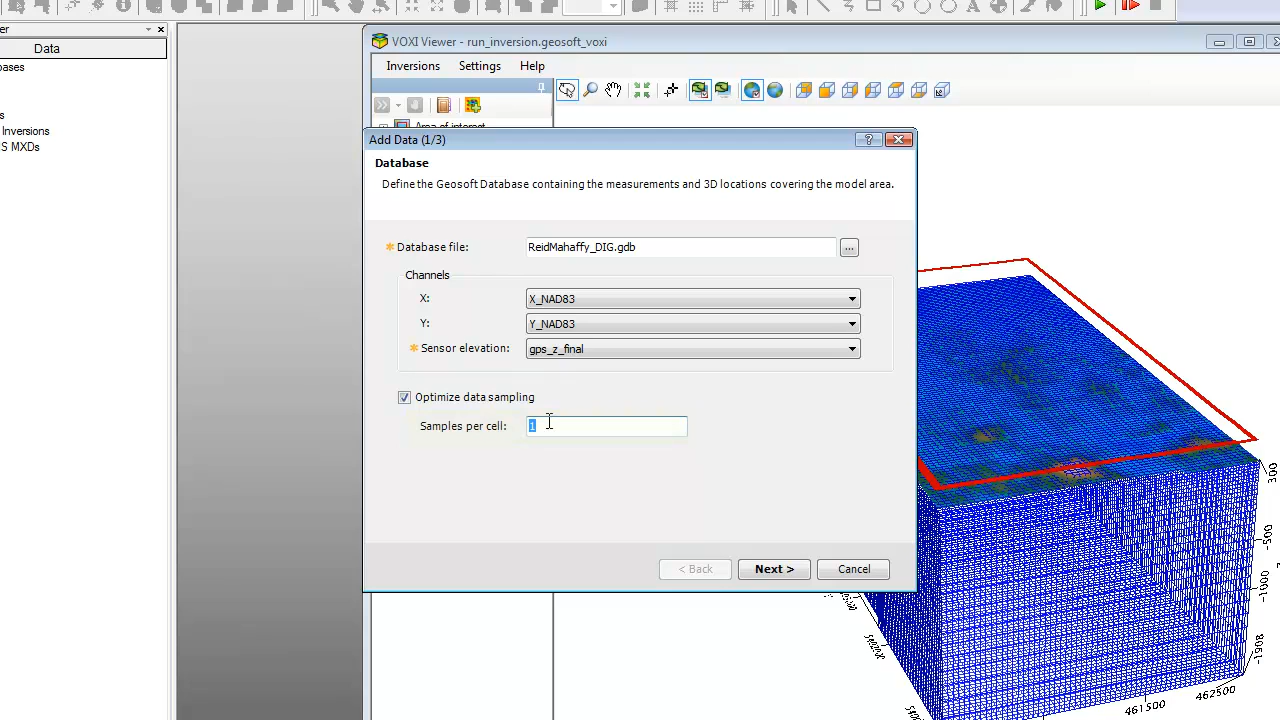 Data
Inversions
S MXDs
VOXI Viewer - run_inversion.geosoft_voxi
Inversions Settings Help
Add Data (1/3)
Database
Define the Geosoft Database containing the measurements and 3D locations covering the model area.
Database file: ReidMahaffy_DIG.gdb ...
Channels
X: X_NAD83
Y: Y_NAD83
Sensor elevation: gps_z_final
Optimize data sampling
Samples per cell: 1
< Back Next > Cancel
300
-500
-1000
-1908
461500
462500